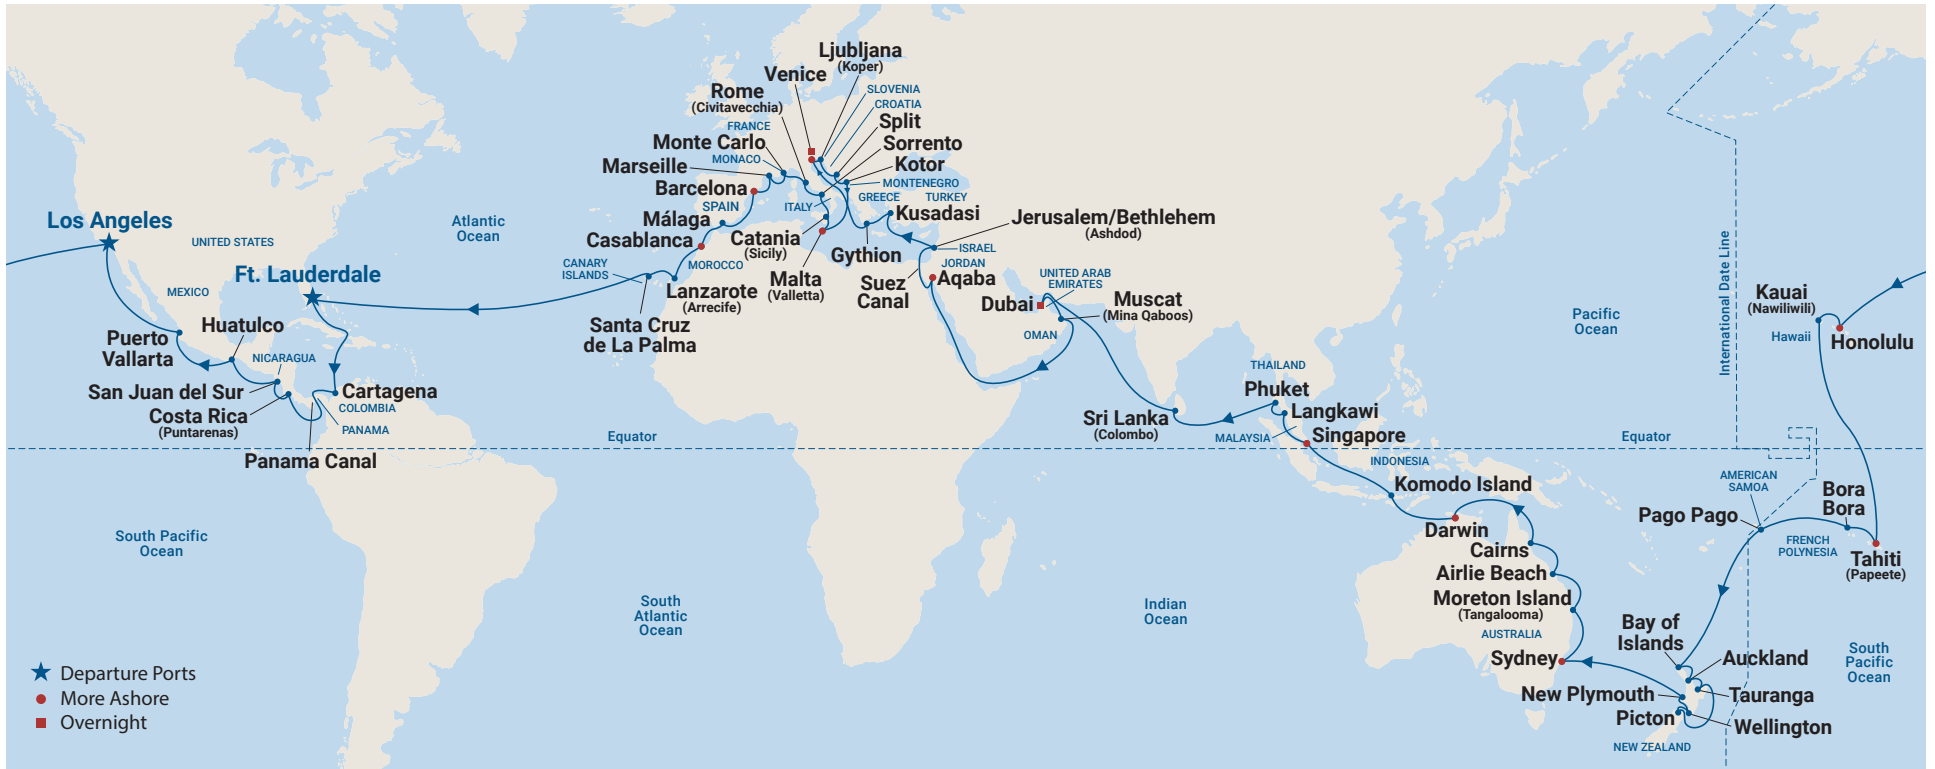 Ljubljana
(Koper)
Venice
Rome
(Civitavecchia)
SLOVENIA
CROATIA
Split
FRANCE
Monte Carlo
Sorrento
MONACO
Marseille
Kotor
MONTENEGRO
Barcelona
GREECE
TURKEY
SPAIN
ITALY
Kusadasi
Málaga
Jerusalem/Bethlehem
(Ashdod)
Casablanca
Catania
(Sicily)
Gythion
ISRAEL
JORDAN
MOROCCO
CANARY
ISLANDS
Malta
(Valletta)
Suez
Canal
Aqaba
Lanzarote
(Arrecife)
Santa Cruz
de La Palma
UNITED ARAB
EMIRATES
Dubai
Muscat
(Mina Qaboos)
OMAN
Los Angeles
UNITED STATES
Atlantic
Ocean
Ft. Lauderdale
MEXICO
Puerto
Vallarta
Huatulco
NICARAGUA
San Juan del Sur
Costa Rica
(Puntarenas)
Cartagena
COLOMBIA
PANAMA
Panama Canal
Equator
THAILAND
Phuket
Langkawi
Sri Lanka
(Colombo)
MALAYSIA
Singapore
INDONESIA
Komodo Island
Darwin
Cairns
Airlie Beach
Moreton Island
(Tangalooma)
AUSTRALIA
Sydney
Pacific
Ocean
International Date Line
Kauai
(Nawiliwili)
Hawaii
Honolulu
Equator
AMERICAN
SAMOA
Bora
Bora
Pago Pago
FRENCH
POLYNESIA
Tahiti
(Papeete)
Bay of
Islands
Auckland
Tauranga
New Plymouth
Picton
Wellington
NEW ZEALAND
South
Pacific
Ocean
South Pacific
Ocean
South
Atlantic
Ocean
Indian
Ocean
Departure Ports
More Ashore
Overnight